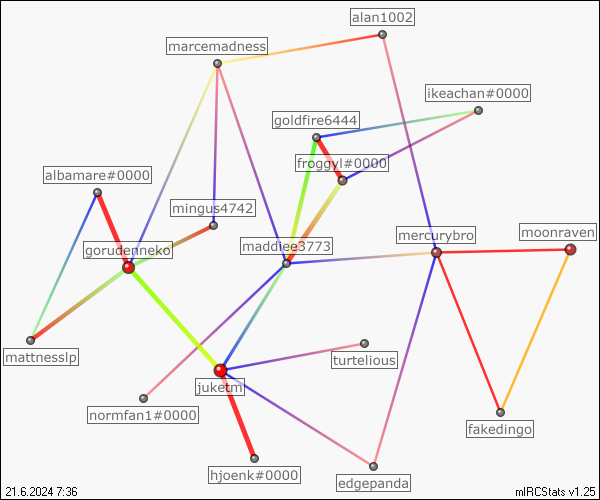 alan1002
marcemadness
ikeachan#0000
goldfire6444
froggyl#0000
albamare#0000
mingus4742
moonraven
mercurybro
maddiee3773
gorudenneko
mattnesslp
turtelious
juketm
normfan1#0000
fakedingo
hjoenk#0000
edgepanda
21.6.2024 7:36
mIRCStats v1.25